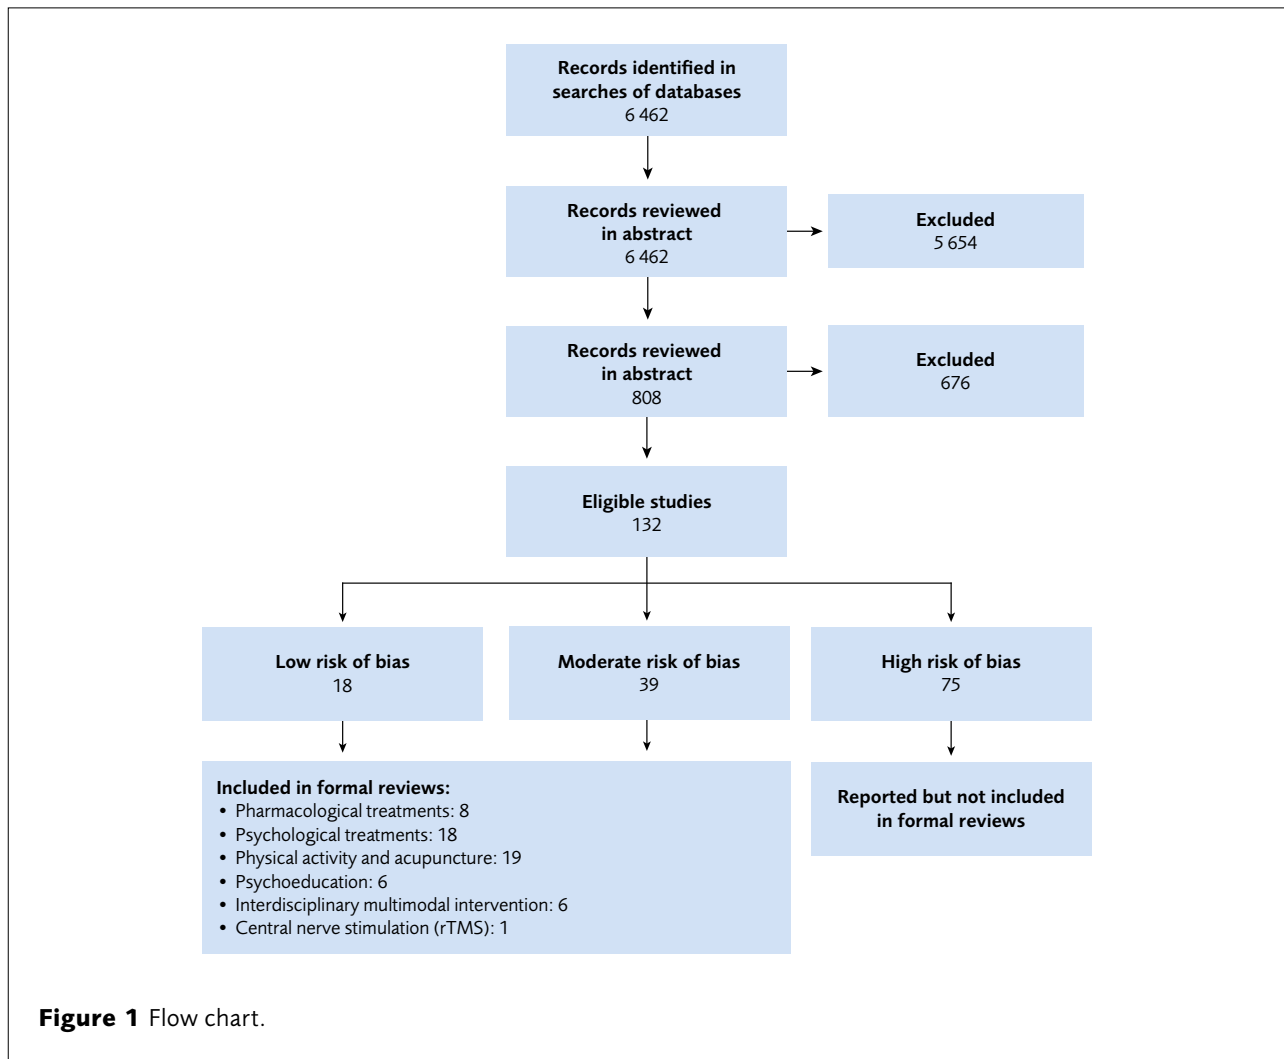 Records identified in
searches of databases
6 462
Records reviewed
in abstract
6 462
Excluded
5 654
Records reviewed
in abstract
808
Excluded
676
Eligible studies
132
Low risk of bias
18
Moderate risk of bias
39
High risk of bias
75
Included in formal reviews:
• Pharmacological treatments: 8
• Psychological treatments: 18
• Physical activity and acupuncture: 19
• Psychoeducation: 6
• Interdisciplinary multimodal intervention: 6
• Central nerve stimulation (rTMS): 1
Reported but not included
in formal reviews
Figure 1 Flow chart.